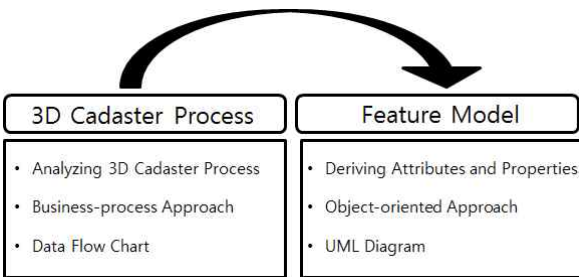 3D Cadaster Process
• Analyzing 3D Cadaster Process
• Business-process Approach
• Data Flow Chart
Feature Model
• Deriving Attributes and Properties
• Object-oriented Approach
• UML Diagram